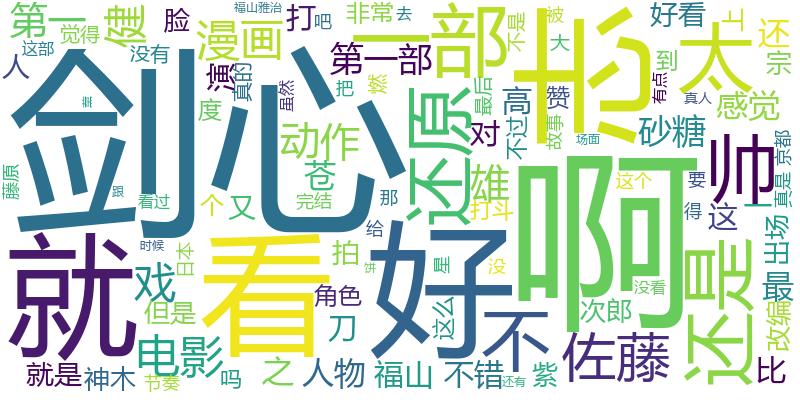 第一
健
脸
漫画
打
福山雅治
吧
非常
去
一
部
不是
被
大
志
好看
上
还
宗
太
到
有点
这部
觉得
人
没有
演
真的
虽然
第一部
把
燃
最后
高
赞
不过
故事
真人
感觉
剑心
度
动作
苍
还原
对
雄
打斗
砂糖
场面
帅
真是
京都
藤原
跟
看过
个
又
完结
那
给
这个
要
得
这
一
时候
就
戏
日本
看
拍
好
星
饼
没
啊
不
没看
次郎
还是
最
出场
改编
但是
电影
角色
刀
这么
佐藤
比
就是
神木
节奏
吗
之
人物
福山
不错
还有
紫